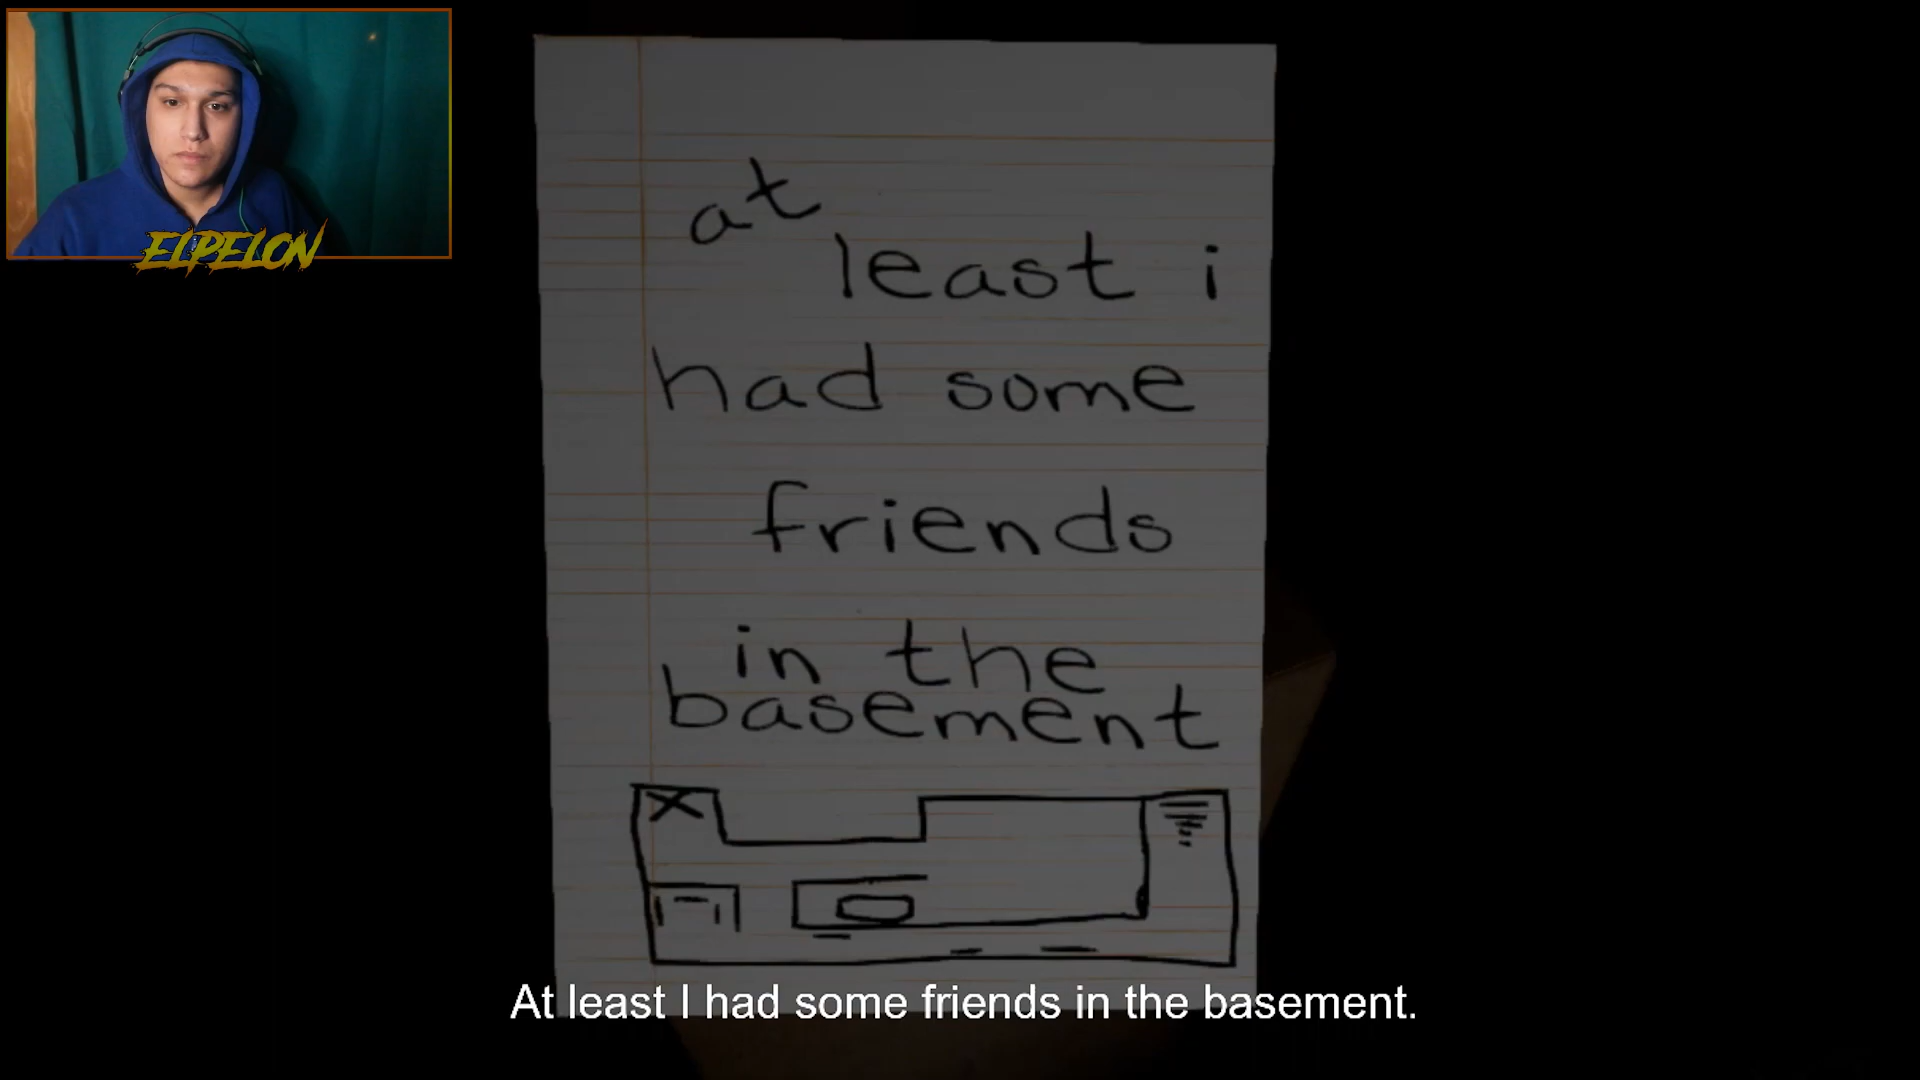 ELPELON
at
least i
had some
friends
in the
basement
At least I had some friends in the basement.